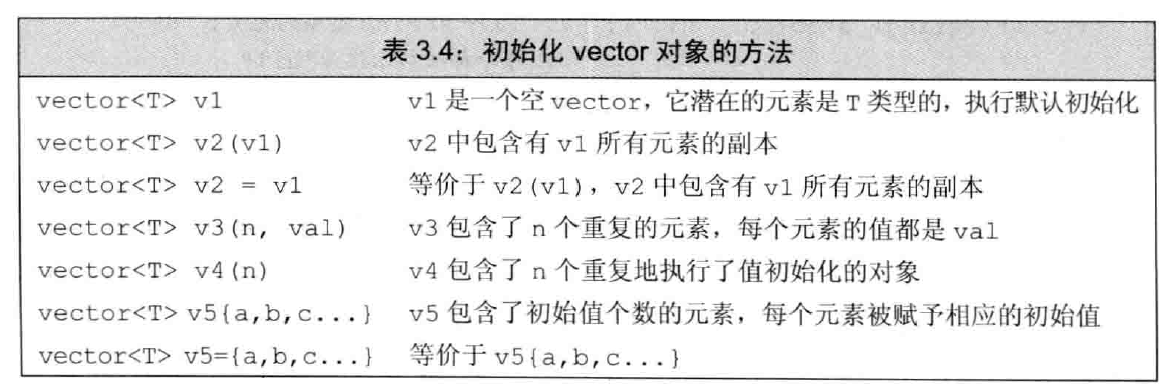 表 3.4：初始化 vector 对象的方法
vector<T> v1 v1 是一个空 vector，它潜在的元素是 T 类型的，执行默认初始化
vector<T> v2(v1) v2 中包含有 v1 所有元素的副本
vector<T> v2 = v1 等价于 v2(v1)，v2 中包含有 v1 所有元素的副本
vector<T> v3(n, val) v3 包含了 n 个重复的元素，每个元素的值都是 val
vector<T> v4(n) v4 包含了 n 个重复地执行了值初始化的对象
vector<T> v5{a,b,c...} v5 包含了初始值个数的元素，每个元素被赋予相应的初始值
vector<T> v5={a,b,c...} 等价于 v5{a,b,c...}